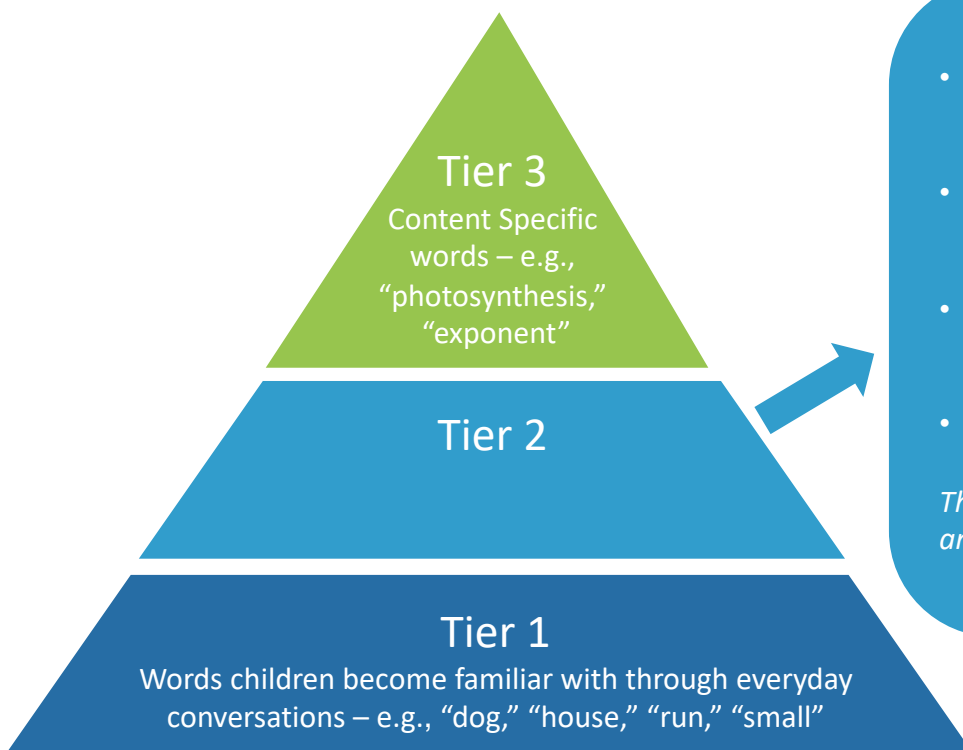 Tier 3
Content Specific
words – e.g.,
“photosynthesis,”
“exponent”
Tier 2
Tier 1
Words children become familiar with through everyday
conversations – e.g., “dog,” “house,” “run,” “small”
•
•
•
•